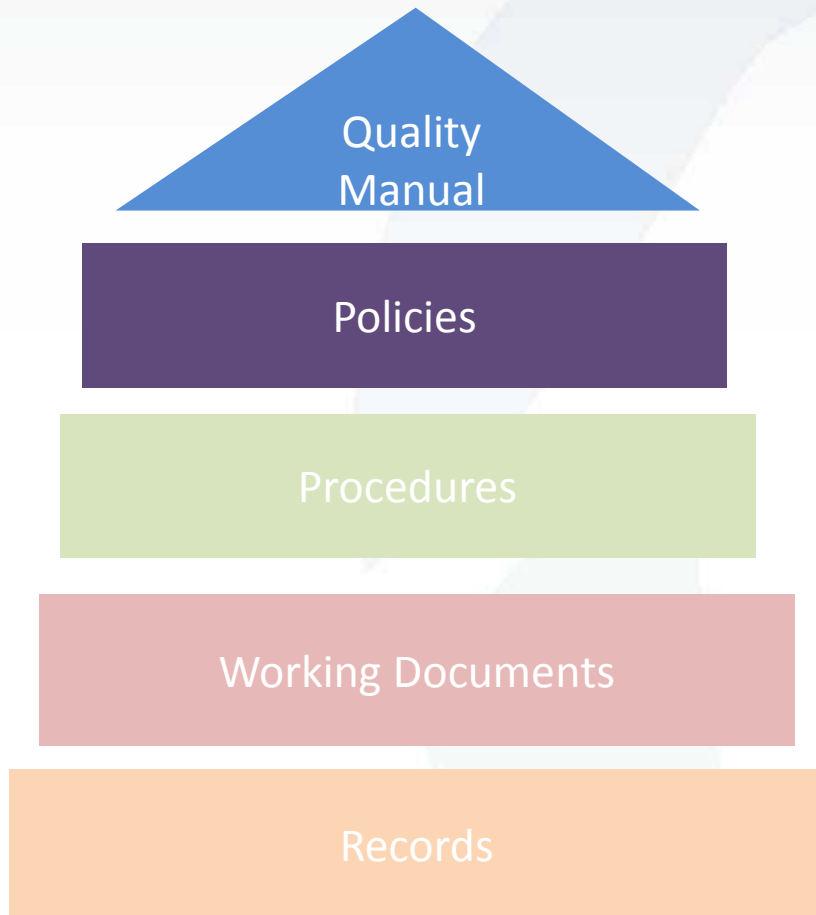 Quality
Manual
Policies
Procedures
Working Documents
Records